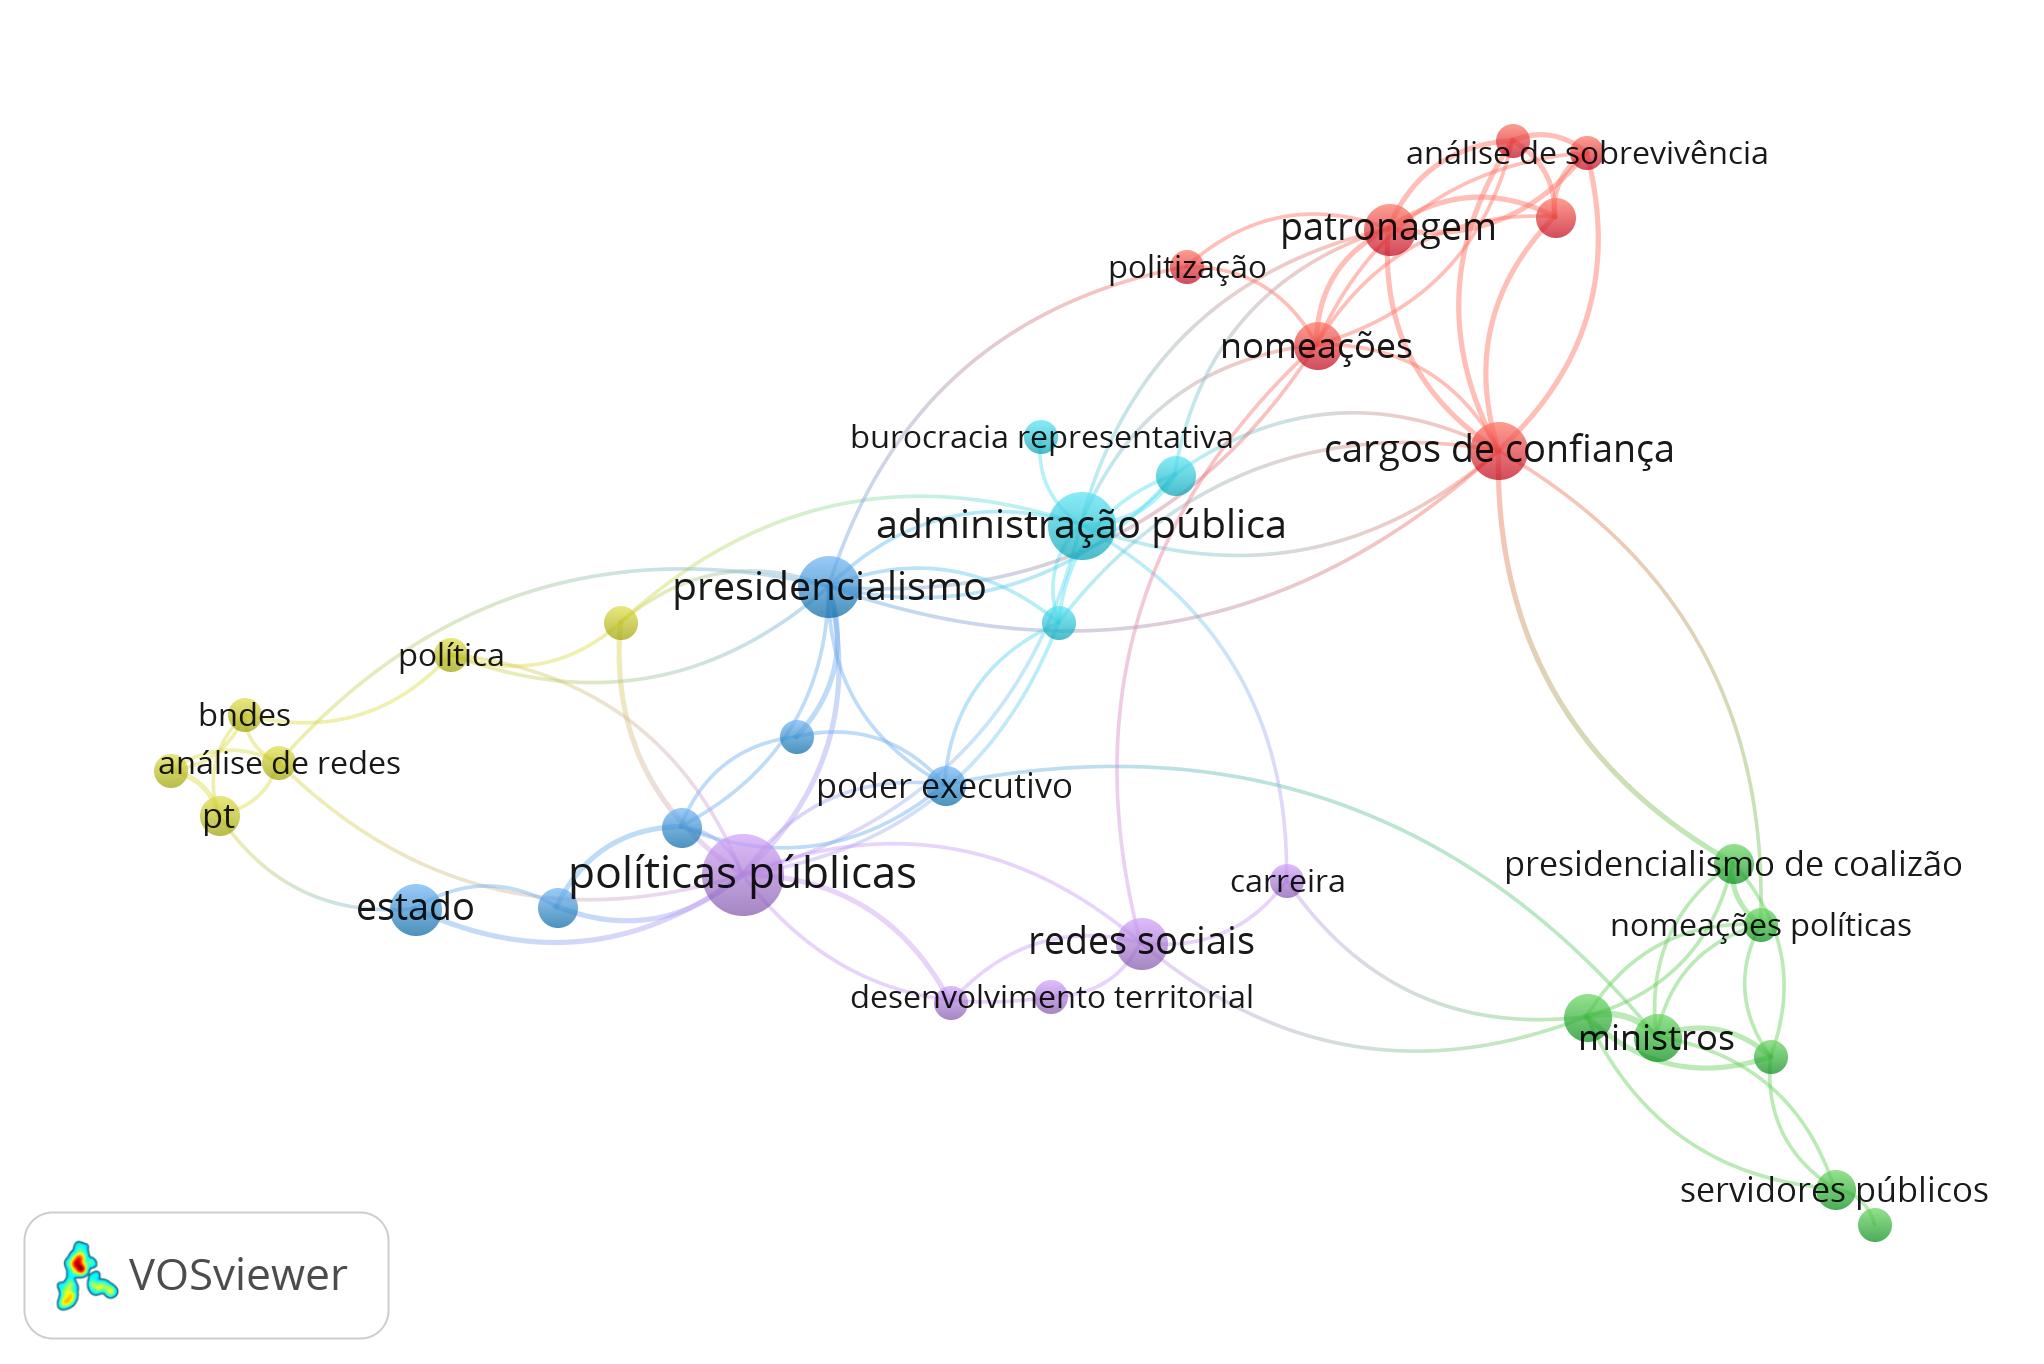 análise de sobrevivência
patronagem
politização
nomeações
burocracia representativa
cargos de confiança
administração pública
presidencialismo
política
bndes
análise de redes
poder executivo
pt
políticas públicas
presidencialismo de coalizão
carreira
estado
nomeações políticas
redes sociais
desenvolvimento territorial
ministros
servidores públicos
VOSviewer